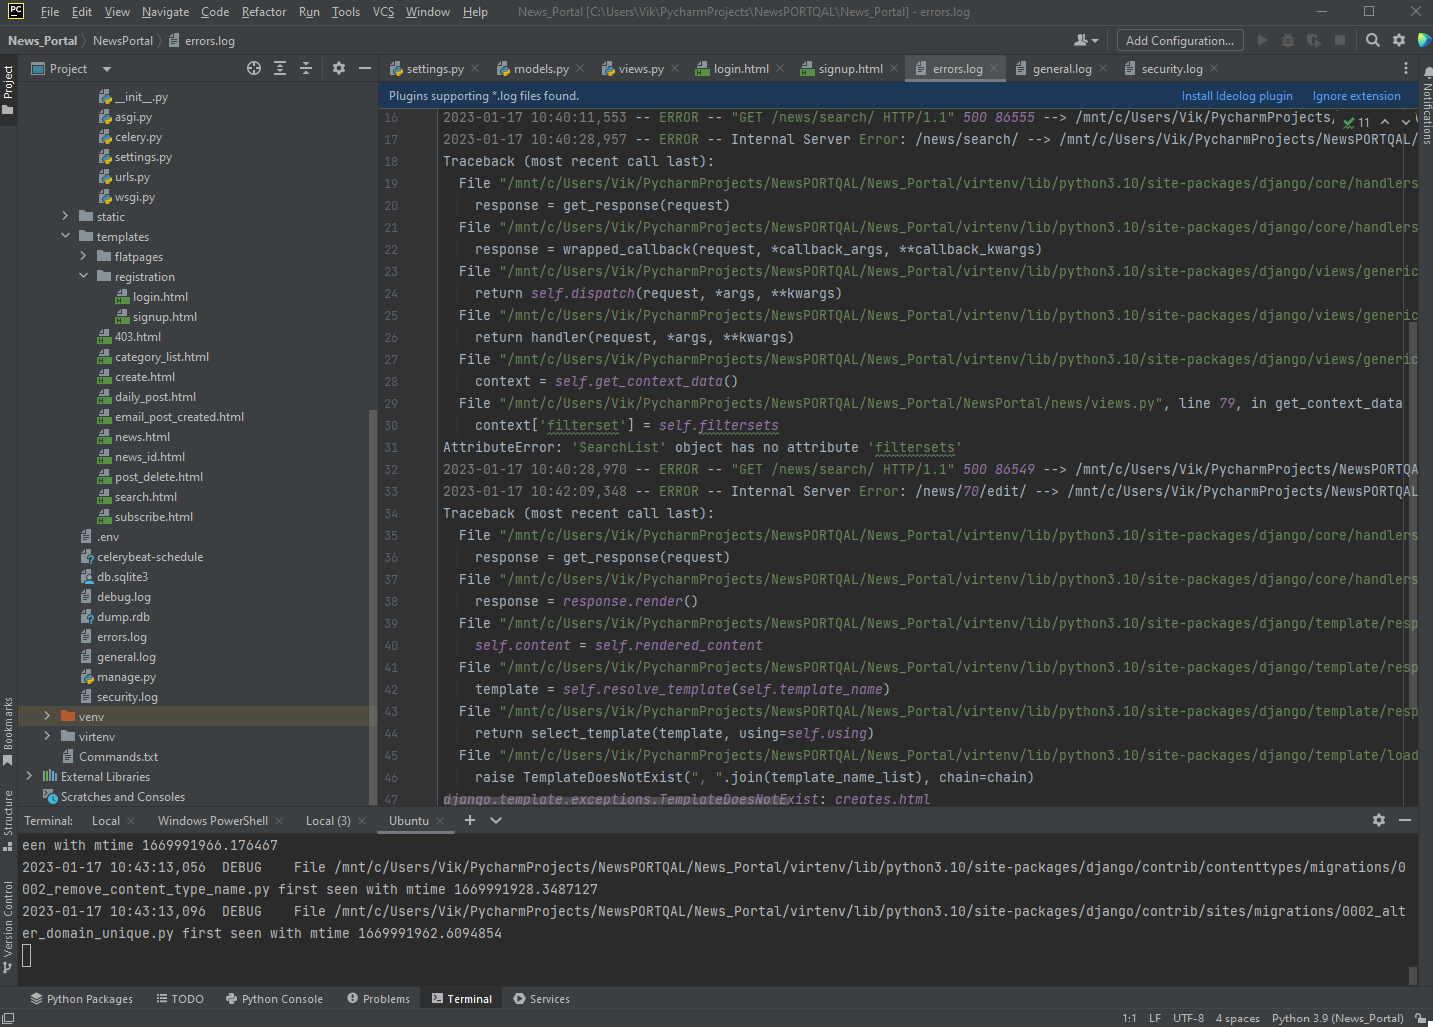 File Edit View Navigate Code Refactor Run Tools VCS Window Help News_Portal [C:\Users\Vik\PycharmProjects\NewsPORTQAL\News_Portal] - errors.log
News_Portal NewsPortal errors.log Add Configuration...
Project
settings.py models.py views.py login.html signup.html errors.log general.log security.log
Plugins supporting *.log files found. Install Ideolog plugin Ignore extension
__init__.py
asgi.py
celery.py
settings.py
urls.py
wsgi.py
static
templates
flatpages
registration
login.html
signup.html
403.html
category_list.html
create.html
daily_post.html
email_post_created.html
news.html
news_id.html
post_delete.html
search.html
subscribe.html
.env
celerybeat-schedule
db.sqlite3
debug.log
dump.rdb
errors.log
general.log
manage.py
security.log
venv
virtenv
Commands.txt
External Libraries
Scratches and Consoles
16 2023-01-17 10:40:11,553 -- ERROR -- "GET /news/search/ HTTP/1.1" 500 86555 --> /mnt/c/Users/Vik/PycharmProjects/
11
17 2023-01-17 10:40:28,957 -- ERROR -- Internal Server Error: /news/search/ --> /mnt/c/Users/Vik/PycharmProjects/NewsPORTQAL/
18 Traceback (most recent call last):
19 File "/mnt/c/Users/Vik/PycharmProjects/NewsPORTQAL/News_Portal/virtenv/lib/python3.10/site-packages/django/core/handlers
20 response = get_response(request)
21 File "/mnt/c/Users/Vik/PycharmProjects/NewsPORTQAL/News_Portal/virtenv/lib/python3.10/site-packages/django/core/handlers
22 response = wrapped_callback(request, *callback_args, **callback_kwargs)
23 File "/mnt/c/Users/Vik/PycharmProjects/NewsPORTQAL/News_Portal/virtenv/lib/python3.10/site-packages/django/views/generic
24 return self.dispatch(request, *args, **kwargs)
25 File "/mnt/c/Users/Vik/PycharmProjects/NewsPORTQAL/News_Portal/virtenv/lib/python3.10/site-packages/django/views/generic
26 return handler(request, *args, **kwargs)
27 File "/mnt/c/Users/Vik/PycharmProjects/NewsPORTQAL/News_Portal/virtenv/lib/python3.10/site-packages/django/views/generic
28 context = self.get_context_data()
29 File "/mnt/c/Users/Vik/PycharmProjects/NewsPORTQAL/News_Portal/NewsPortal/news/views.py", line 79, in get_context_data
30 context['filterset'] = self.filtersets
31 AttributeError: 'SearchList' object has no attribute 'filtersets'
32 2023-01-17 10:40:28,970 -- ERROR -- "GET /news/search/ HTTP/1.1" 500 86549 --> /mnt/c/Users/Vik/PycharmProjects/NewsPORTQA
33 2023-01-17 10:42:09,348 -- ERROR -- Internal Server Error: /news/70/edit/ --> /mnt/c/Users/Vik/PycharmProjects/NewsPORTQAL
34 Traceback (most recent call last):
35 File "/mnt/c/Users/Vik/PycharmProjects/NewsPORTQAL/News_Portal/virtenv/lib/python3.10/site-packages/django/core/handlers
36 response = get_response(request)
37 File "/mnt/c/Users/Vik/PycharmProjects/NewsPORTQAL/News_Portal/virtenv/lib/python3.10/site-packages/django/core/handlers
38 response = response.render()
39 File "/mnt/c/Users/Vik/PycharmProjects/NewsPORTQAL/News_Portal/virtenv/lib/python3.10/site-packages/django/template/resp
40 self.content = self.rendered_content
41 File "/mnt/c/Users/Vik/PycharmProjects/NewsPORTQAL/News_Portal/virtenv/lib/python3.10/site-packages/django/template/resp
42 template = self.resolve_template(self.template_name)
43 File "/mnt/c/Users/Vik/PycharmProjects/NewsPORTQAL/News_Portal/virtenv/lib/python3.10/site-packages/django/template/resp
44 return select_template(template, using=self.using)
45 File "/mnt/c/Users/Vik/PycharmProjects/NewsPORTQAL/News_Portal/virtenv/lib/python3.10/site-packages/django/template/load
46 raise TemplateDoesNotExist(", ".join(template_name_list), chain=chain)
47 django.template.exceptions.TemplateDoesNotExist: creates.html
Project
Bookmarks
Structure
Version Control
Notifications
Terminal: Local Windows PowerShell Local (3) Ubuntu
een with mtime 1669991966.176467
2023-01-17 10:43:13,056 DEBUG File /mnt/c/Users/Vik/PycharmProjects/NewsPORTQAL/News_Portal/virtenv/lib/python3.10/site-packages/django/contrib/contenttypes/migrations/0
002_remove_content_type_name.py first seen with mtime 1669991928.3487127
2023-01-17 10:43:13,096 DEBUG File /mnt/c/Users/Vik/PycharmProjects/NewsPORTQAL/News_Portal/virtenv/lib/python3.10/site-packages/django/contrib/sites/migrations/0002_alt
er_domain_unique.py first seen with mtime 1669991962.6094854
Python Packages TODO Python Console Problems Terminal Services
1:1 LF UTF-8 4 spaces Python 3.9 (News_Portal)